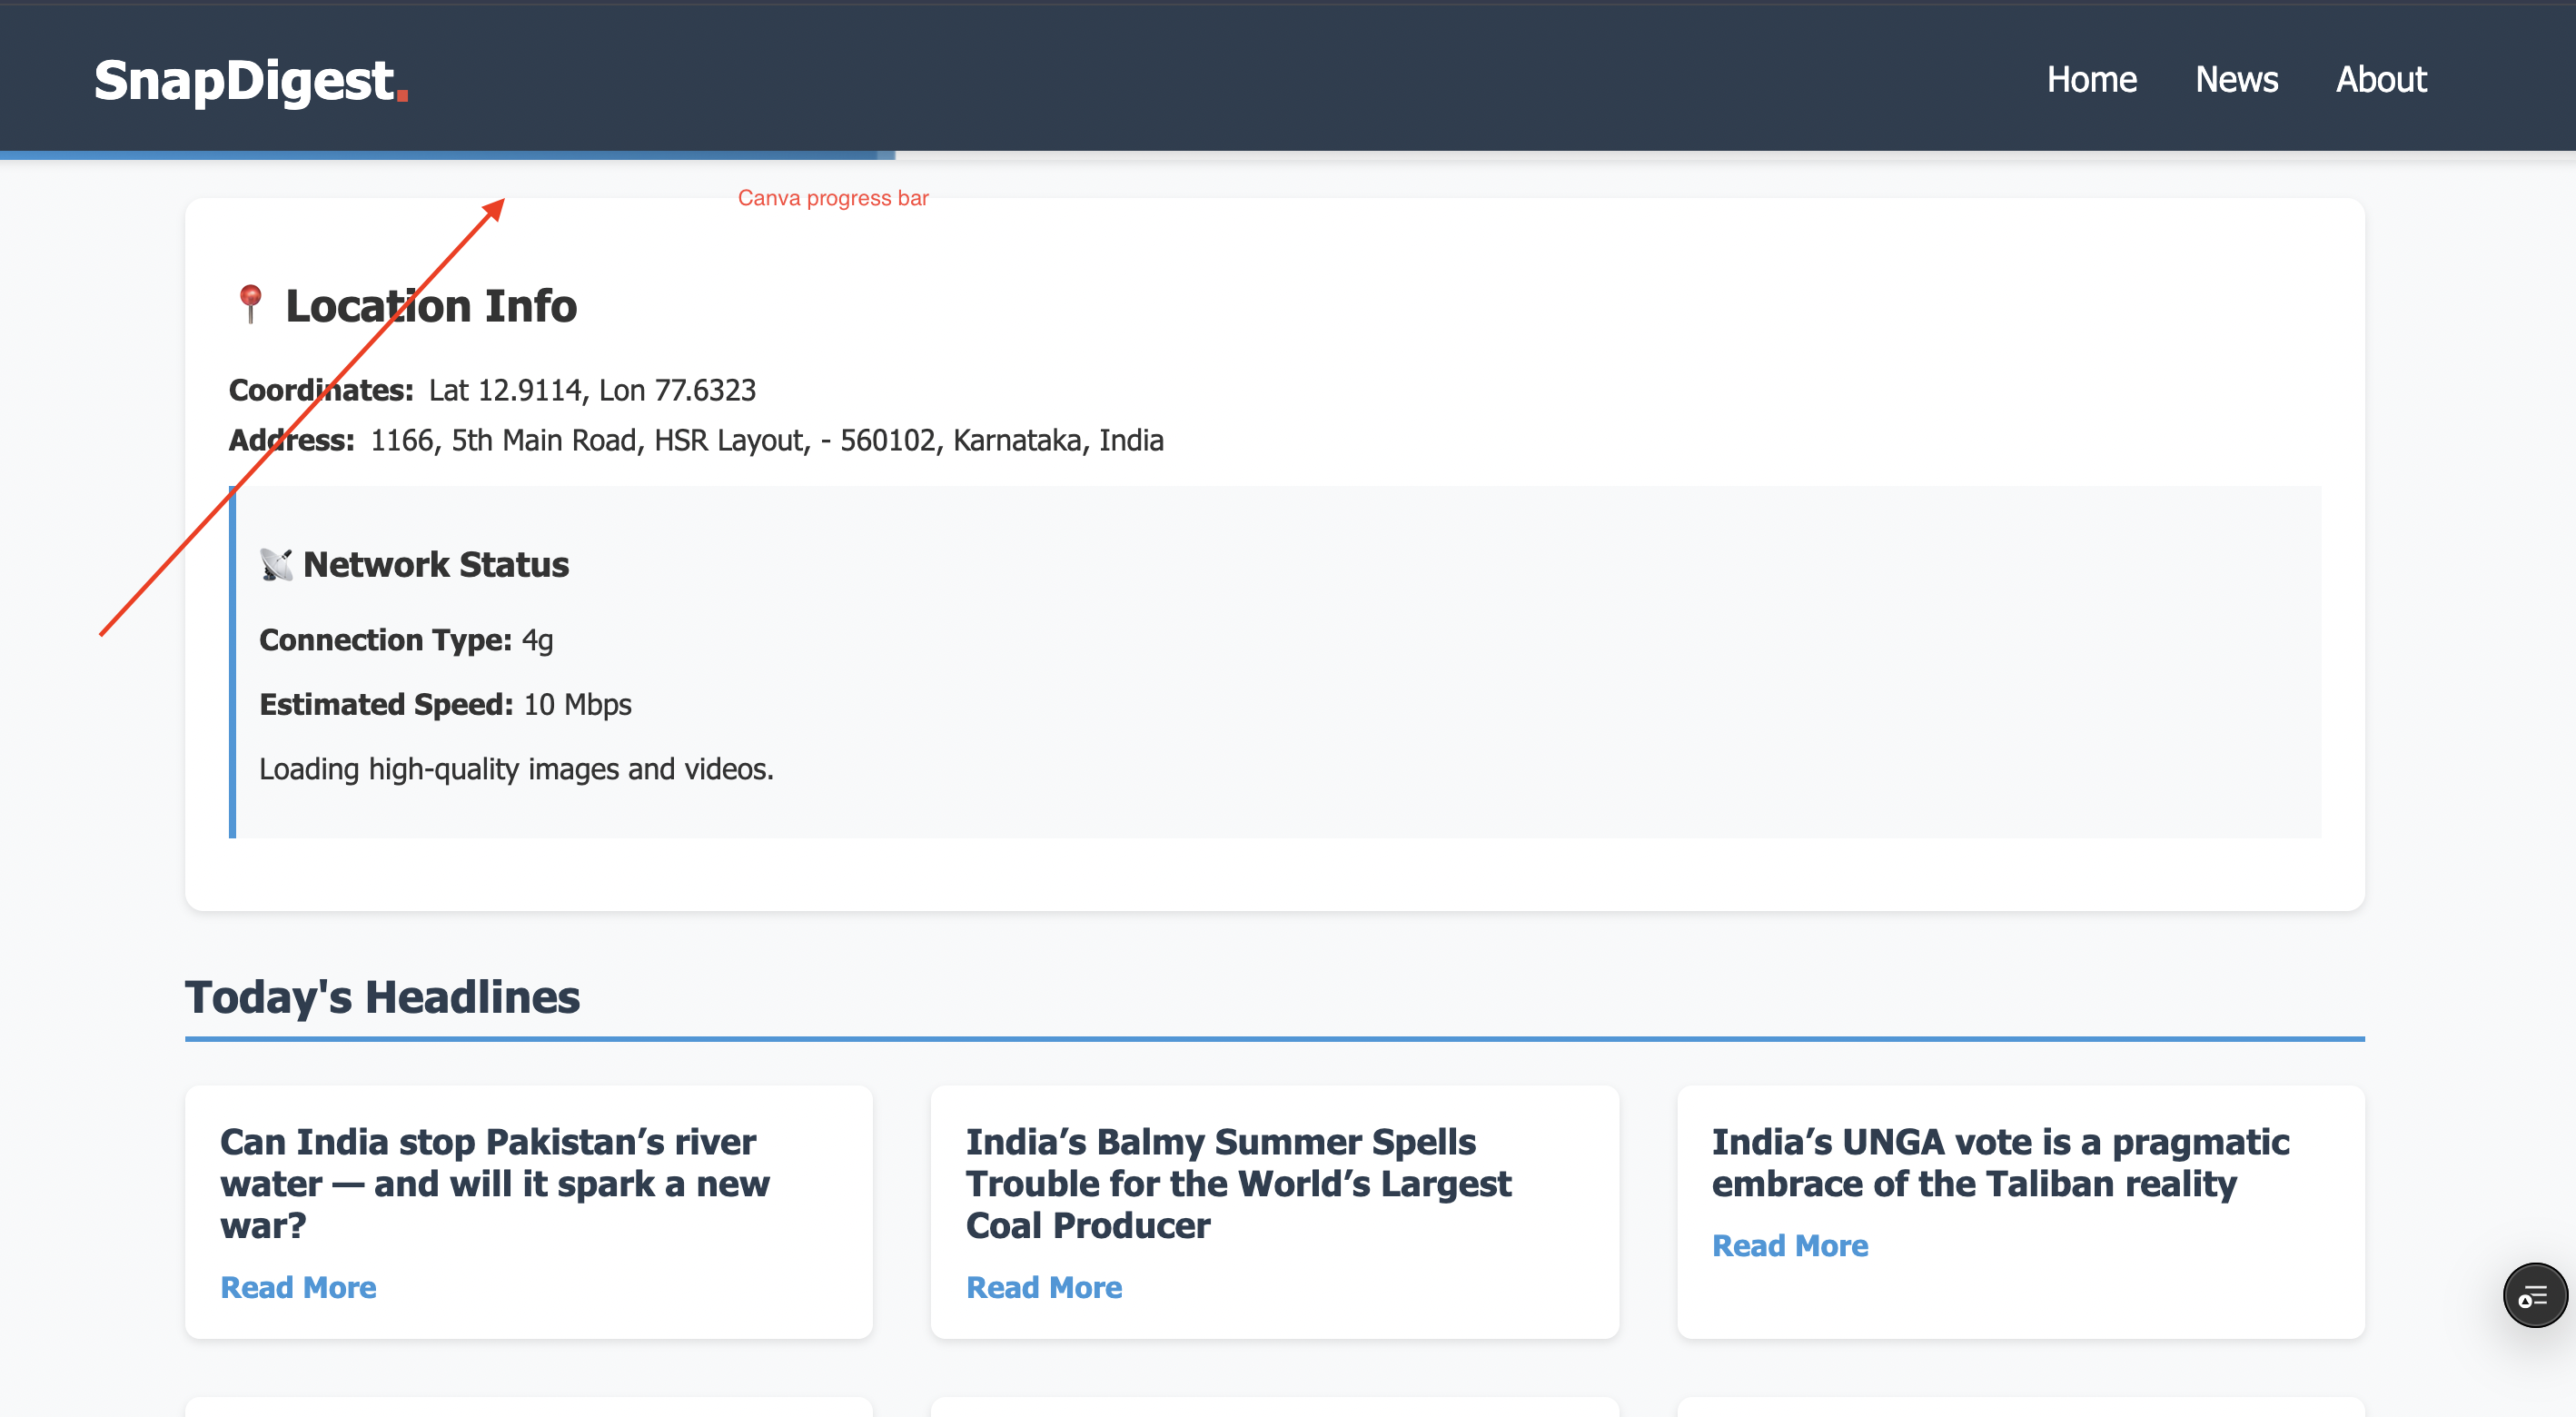 SnapDigest.
Home News About
Canva progress bar
📍 Location Info
Coordinates: Lat 12.9114, Lon 77.6323
Address: 1166, 5th Main Road, HSR Layout, - 560102, Karnataka, India
📡 Network Status
Connection Type: 4g
Estimated Speed: 10 Mbps
Loading high-quality images and videos.
Today's Headlines
Can India stop Pakistan’s river
water — and will it spark a new
war?
Read More
India’s Balmy Summer Spells
Trouble for the World’s Largest
Coal Producer
Read More
India’s UNGA vote is a pragmatic
embrace of the Taliban reality
Read More